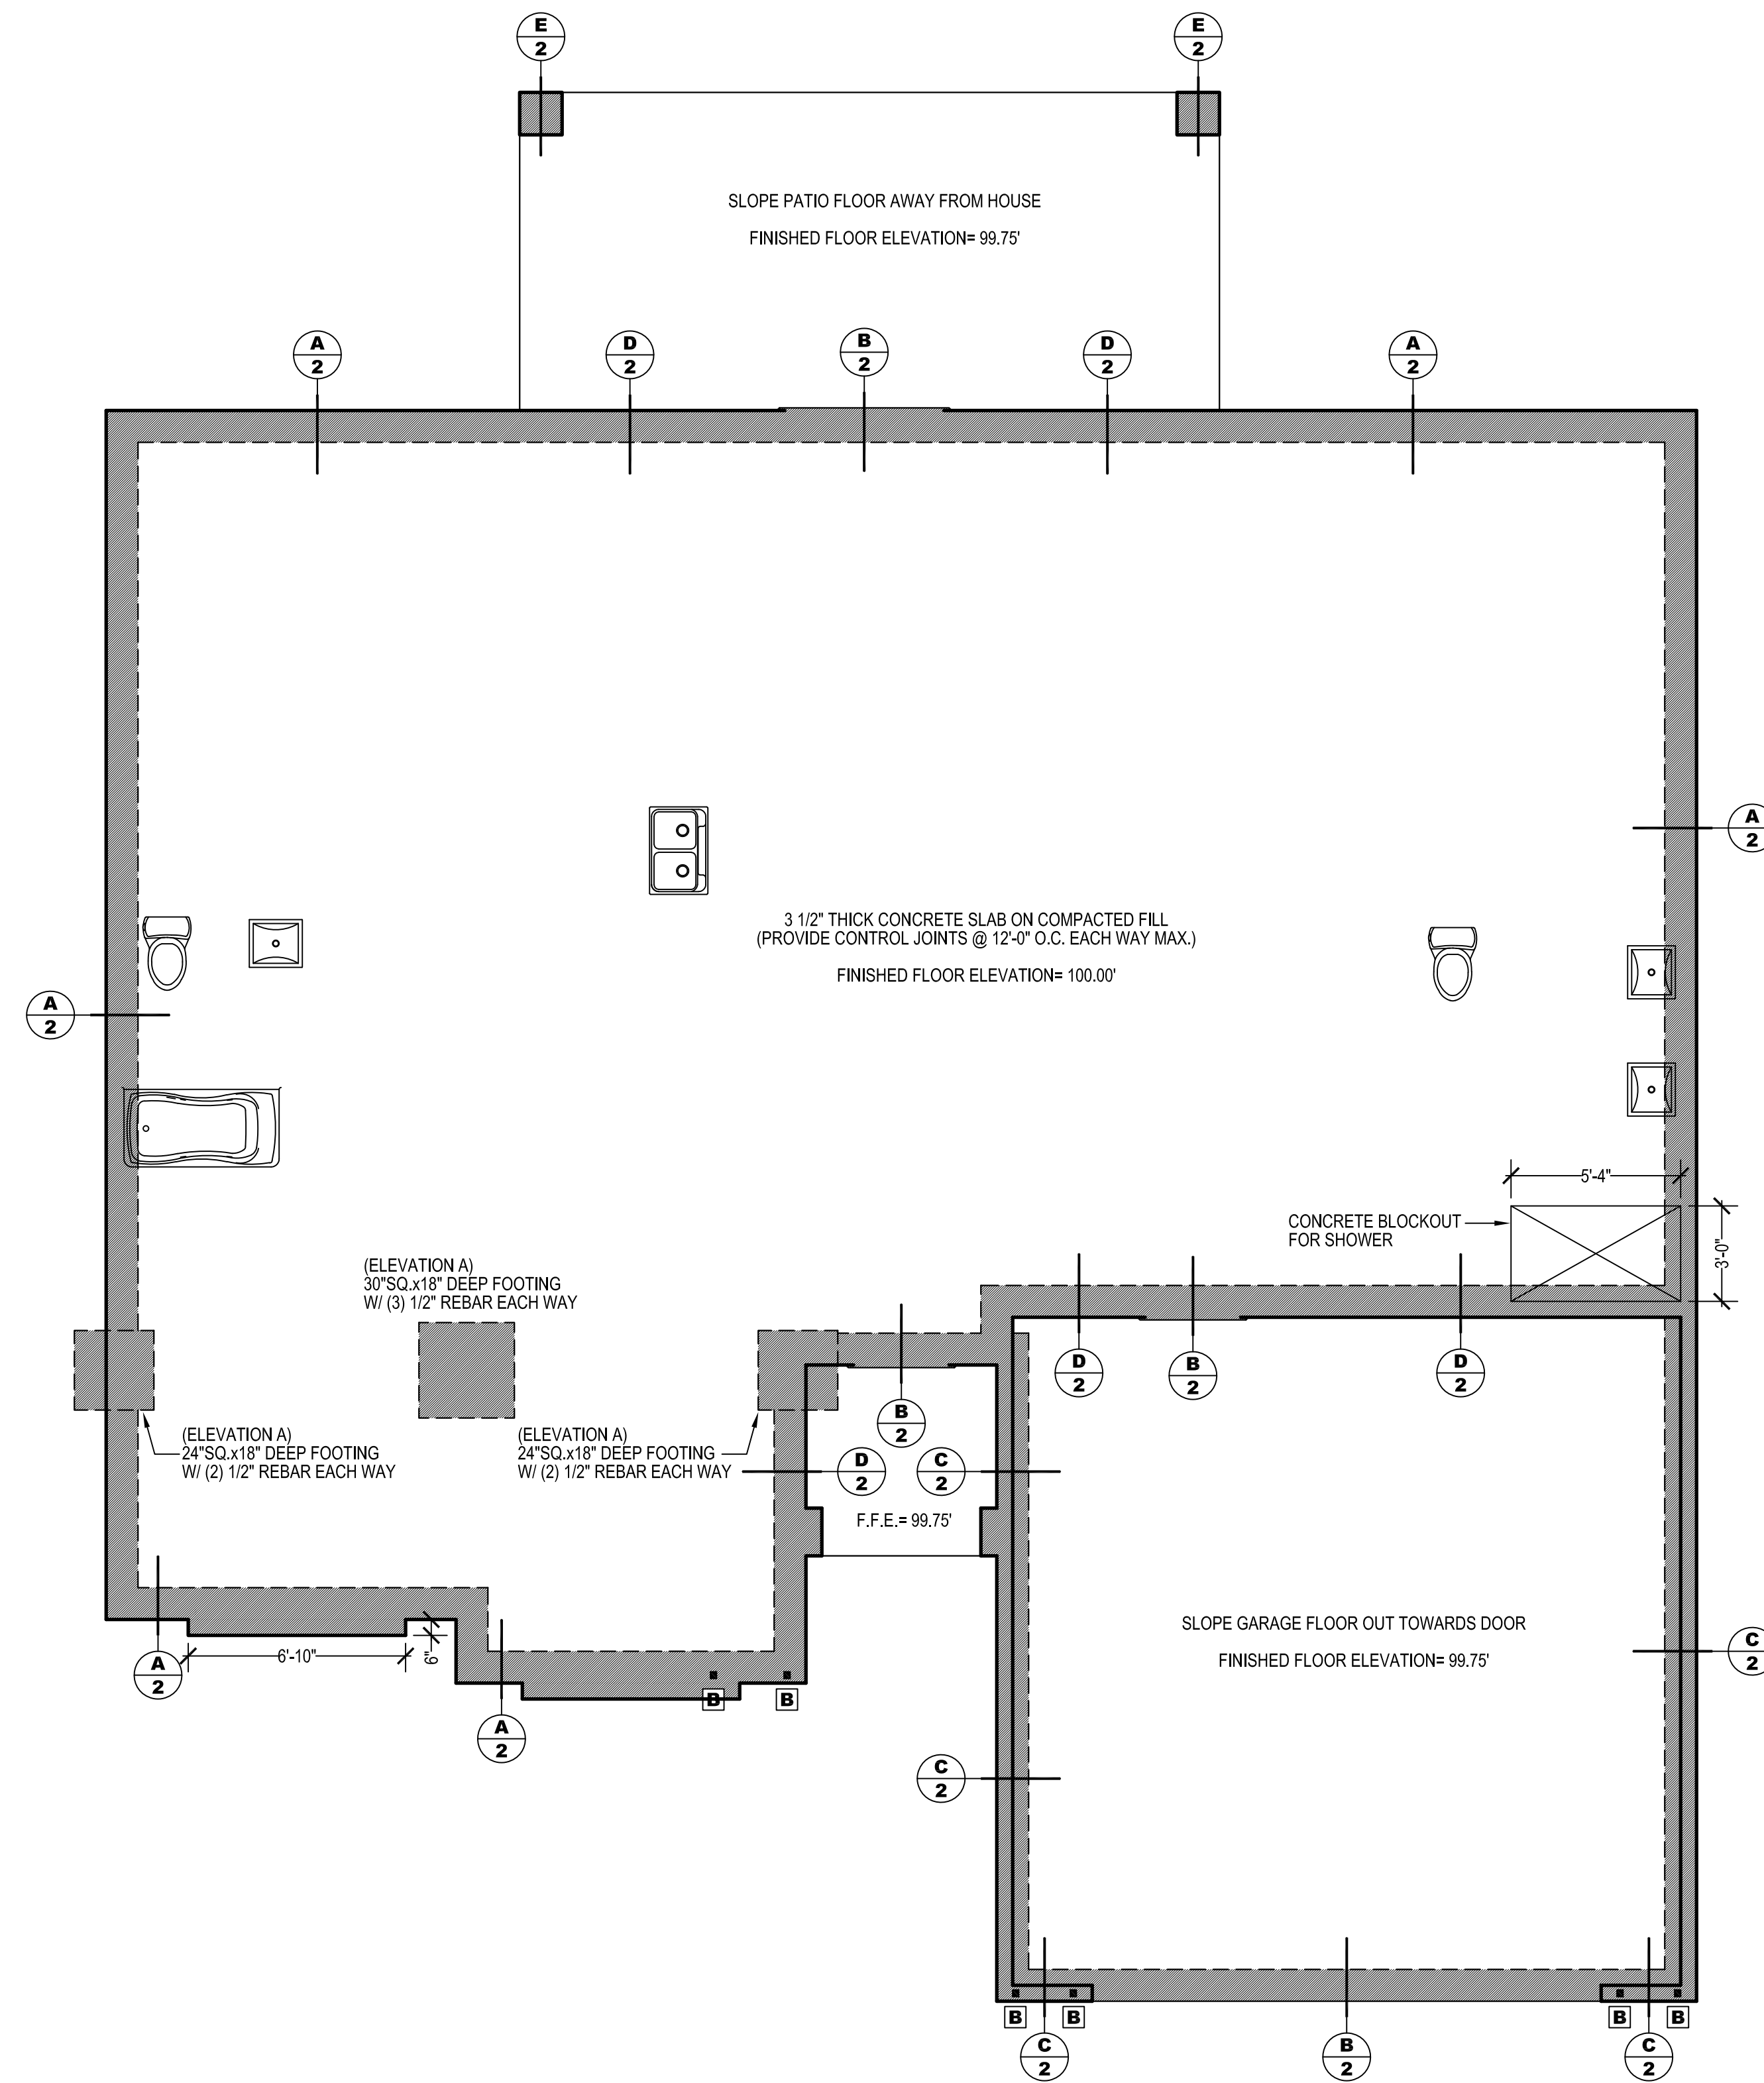 E
2
E
2
SLOPE PATIO FLOOR AWAY FROM HOUSE
FINISHED FLOOR ELEVATION= 99.75'
A
2
D
2
B
2
D
2
A
2
A
2
3 1/2" THICK CONCRETE SLAB ON COMPACTED FILL
(PROVIDE CONTROL JOINTS @ 12'-0" O.C. EACH WAY MAX.)
FINISHED FLOOR ELEVATION= 100.00'
A
2
5'-4"
CONCRETE BLOCKOUT
FOR SHOWER
3'-0"
(ELEVATION A)
30"SQ.x18" DEEP FOOTING
W/ (3) 1/2" REBAR EACH WAY
D
2
B
2
D
2
B
2
(ELEVATION A)
24"SQ.x18" DEEP FOOTING
W/ (2) 1/2" REBAR EACH WAY
(ELEVATION A)
24"SQ.x18" DEEP FOOTING
W/ (2) 1/2" REBAR EACH WAY
D
2
C
2
F.F.E.= 99.75'
SLOPE GARAGE FLOOR OUT TOWARDS DOOR
FINISHED FLOOR ELEVATION= 99.75'
C
2
A
2
6'-10"
6"
B
B
A
2
C
2
B
B
B
B
C
2
B
2
C
2